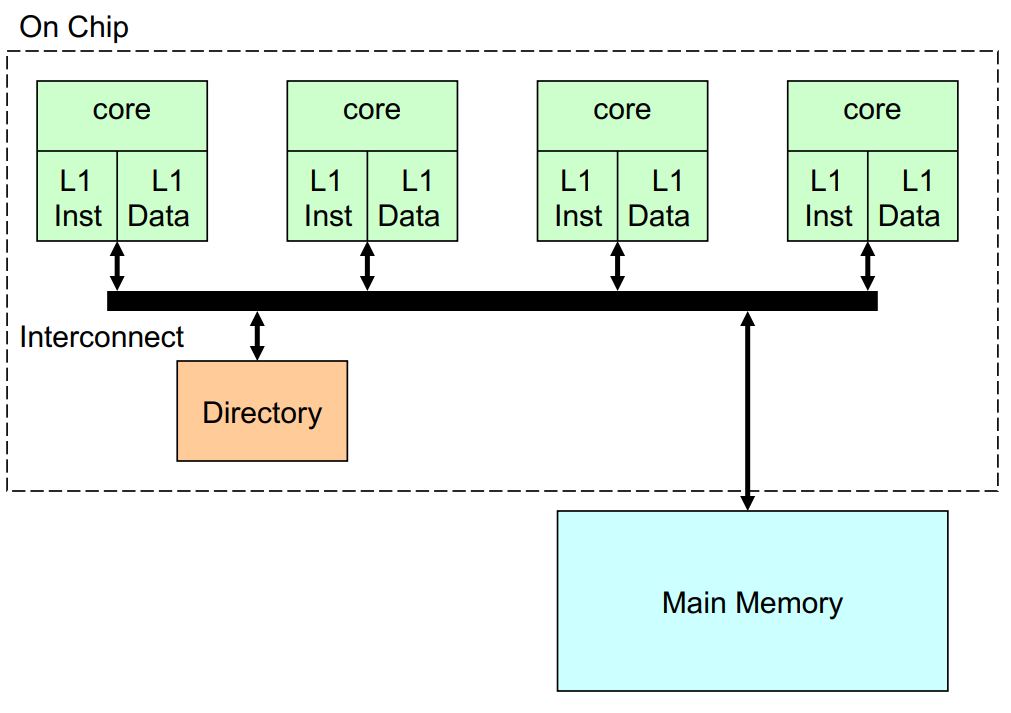 On Chip
core
core
core
core
L1
Inst
L1
Data
L1
Inst
L1
Data
L1
Inst
L1
Data
L1
Inst
L1
Data
Interconnect
Directory
Main Memory